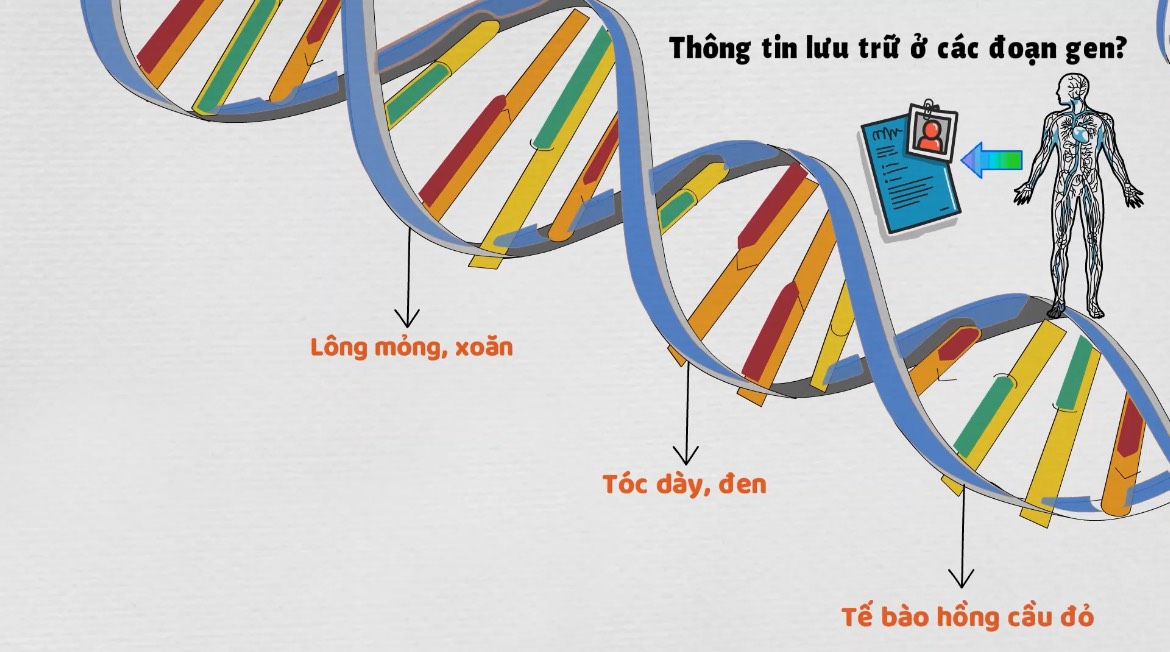 Thông tin lưu trữ ở các đoạn gen?
Lông mỏng, xoăn
Tóc dày, đen
Tế bào hồng cầu đỏ